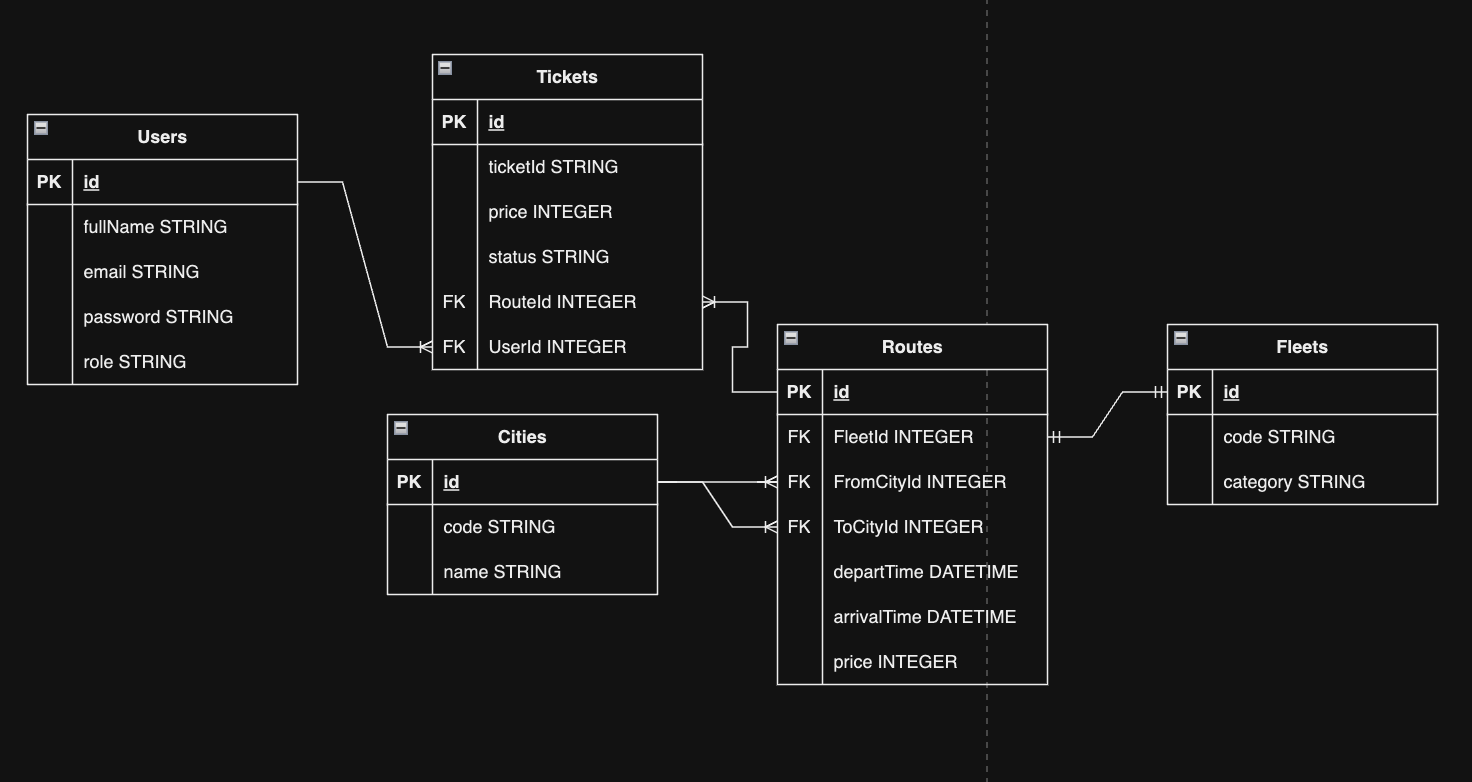 Users
PK id
fullName STRING
email STRING
password STRING
role STRING
Tickets
PK id
ticketId STRING
price INTEGER
status STRING
FK RouteId INTEGER
FK UserId INTEGER
Cities
PK id
code STRING
name STRING
Routes
PK id
FK FleetId INTEGER
FK FromCityId INTEGER
FK ToCityId INTEGER
departTime DATETIME
arrivalTime DATETIME
price INTEGER
Fleets
PK id
code STRING
category STRING